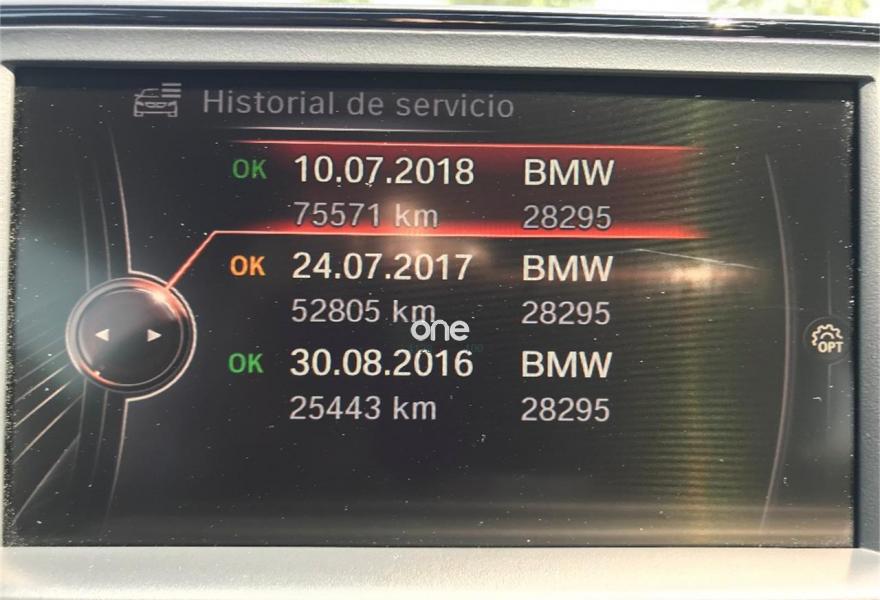 Historial de servicio
OK 10.07.2018 BMW
75571 km 28295
OK 24.07.2017 BMW
52805 km 28295
one
OK 30.08.2016 BMW
25443 km 28295
OPT